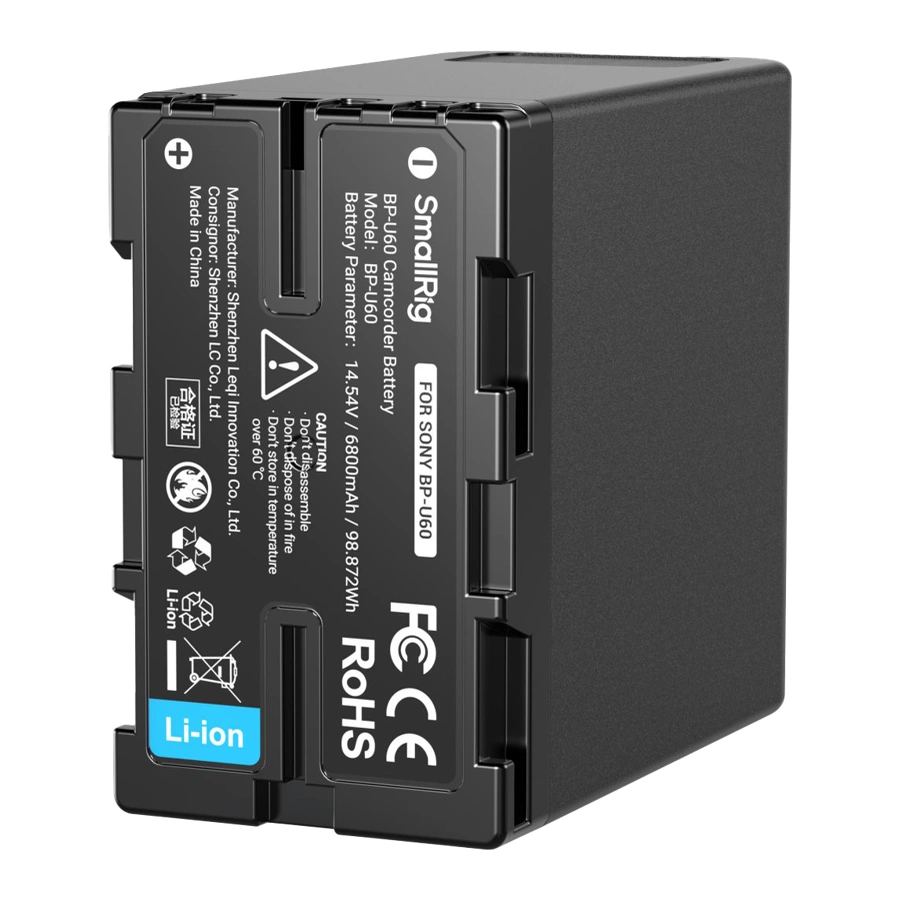 SmallRig
FOR SONY BP-U60
BP-U60 Camcorder Battery
Model: BP-U60
Battery Parameter: 14.54V / 6800mAh / 98.872Wh
FC CE
RoHS
CAUTION
· Don't disassemble
· Don't dispose of in fire
· Don't store in temperature
over 60 °C
Manufacturer: Shenzhen Leqi Innovation Co., Ltd.
Consignor: Shenzhen LC Co., Ltd.
Made in China
合格证
已检验
Li-ion
Li-ion